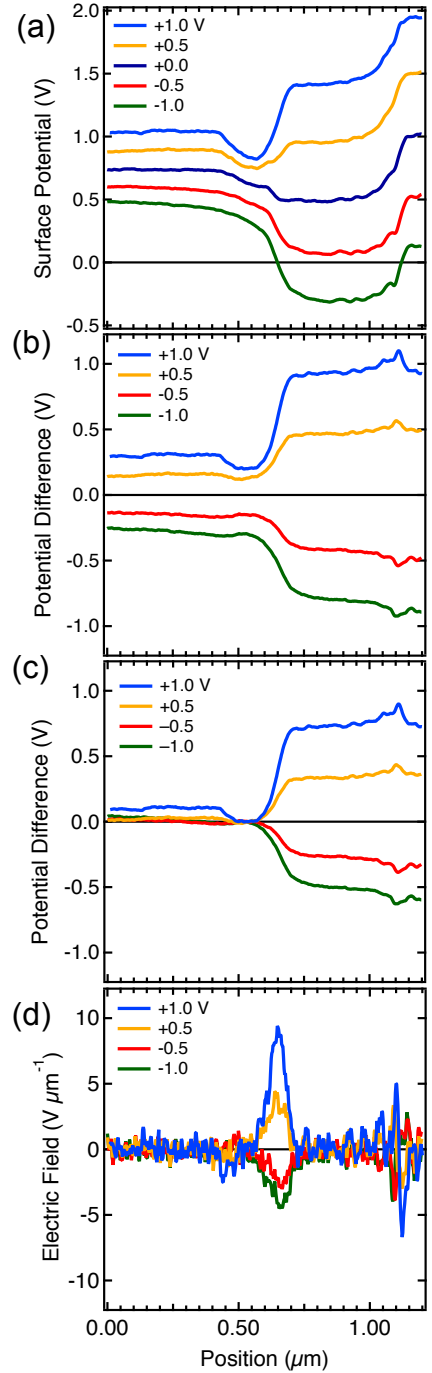 (a)
2.0
1.5
1.0
0.5
0.0
-0.5
Surface Potential (V)
+1.0 V
+0.5
+0.0
-0.5
-1.0
(b)
1.0
0.5
0.0
-0.5
-1.0
Potential Difference (V)
+1.0 V
+0.5
-0.5
-1.0
(c)
1.0
0.5
0.0
-0.5
-1.0
Potential Difference (V)
+1.0 V
+0.5
–0.5
–1.0
(d)
10
5
0
-5
-10
Electric Field (V µm⁻¹)
+1.0 V
+0.5
-0.5
-1.0
0.00 0.50 1.00
Position (µm)